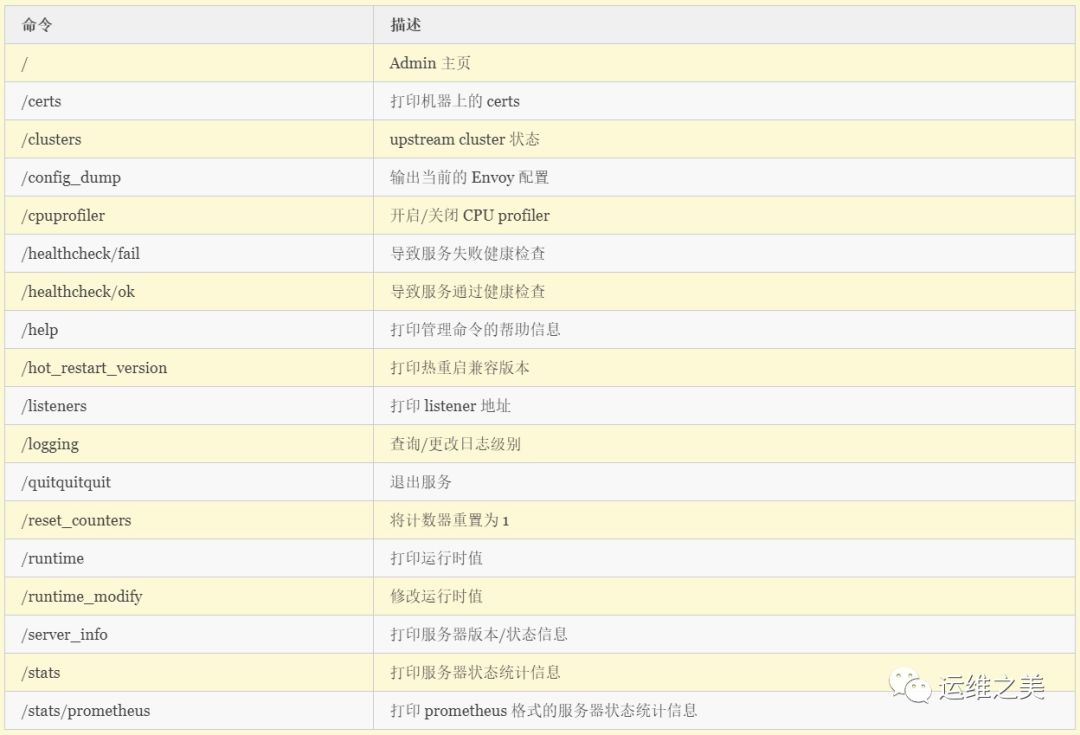 命令 描述
/ Admin 主页
/certs 打印机器上的 certs
/clusters upstream cluster 状态
/config_dump 输出当前的 Envoy 配置
/cpuprofiler 开启/关闭 CPU profiler
/healthcheck/fail 导致服务失败健康检查
/healthcheck/ok 导致服务通过健康检查
/help 打印管理命令的帮助信息
/hot_restart_version 打印热重启兼容版本
/listeners 打印 listener 地址
/logging 查询/更改日志级别
/quitquitquit 退出服务
/reset_counters 将计数器重置为 1
/runtime 打印运行时值
/runtime_modify 修改运行时值
/server_info 打印服务器版本/状态信息
/stats 打印服务器状态统计信息
/stats/prometheus 打印 prometheus 格式的服务器状态统计信息
运维之美